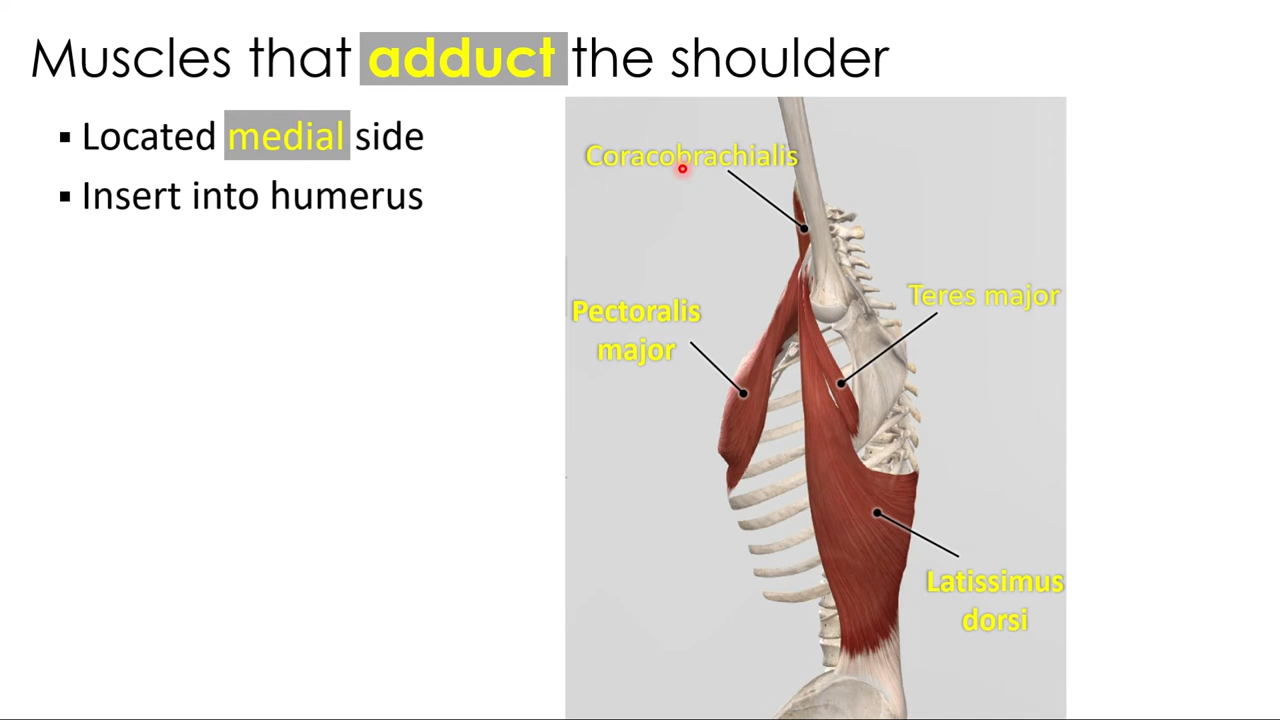 Muscles that adduct the shoulder
▪ Located medial side
▪ Insert into humerus
Coracobrachialis
Teres major
Pectoralis
major
Latissimus
dorsi